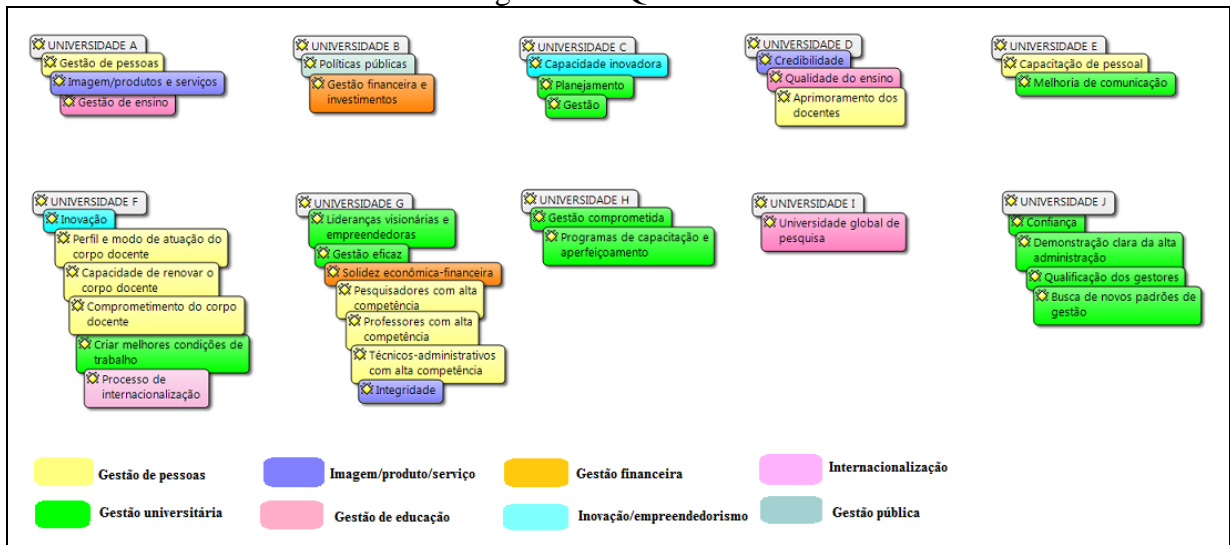 UNIVERSIDADE A
Gestão de pessoas
Imagem/produtos e serviços
Gestão de ensino
UNIVERSIDADE B
Políticas públicas
Gestão financeira e
investimentos
UNIVERSIDADE C
Capacidade inovadora
Planejamento
Gestão
UNIVERSIDADE D
Credibilidade
Qualidade do ensino
Aprimoramento dos
docentes
UNIVERSIDADE E
Capacitação de pessoal
Melhoria de comunicação
UNIVERSIDADE F
Inovação
Perfil e modo de atuação do
corpo docente
Capacidade de renovar o
corpo docente
Comprometimento do corpo
docente
Criar melhores condições de
trabalho
Processo de
internacionalização
UNIVERSIDADE G
Lideranças visionárias e
empreendedoras
Gestão eficaz
Solidez econômica-financeira
Pesquisadores com alta
competência
Professores com alta
competência
Técnicos-administrativos
com alta competência
Integridade
UNIVERSIDADE H
Gestão comprometida
Programas de capacitação e
aperfeiçoamento
UNIVERSIDADE I
Universidade global de
pesquisa
UNIVERSIDADE J
Confiança
Demonstração clara da alta
administração
Qualificação dos gestores
Busca de novos padrões de
gestão
Gestão de pessoas
Imagem/produto/serviço
Gestão financeira
Internacionalização
Gestão universitária
Gestão de educação
Inovação/empreendedorismo
Gestão pública